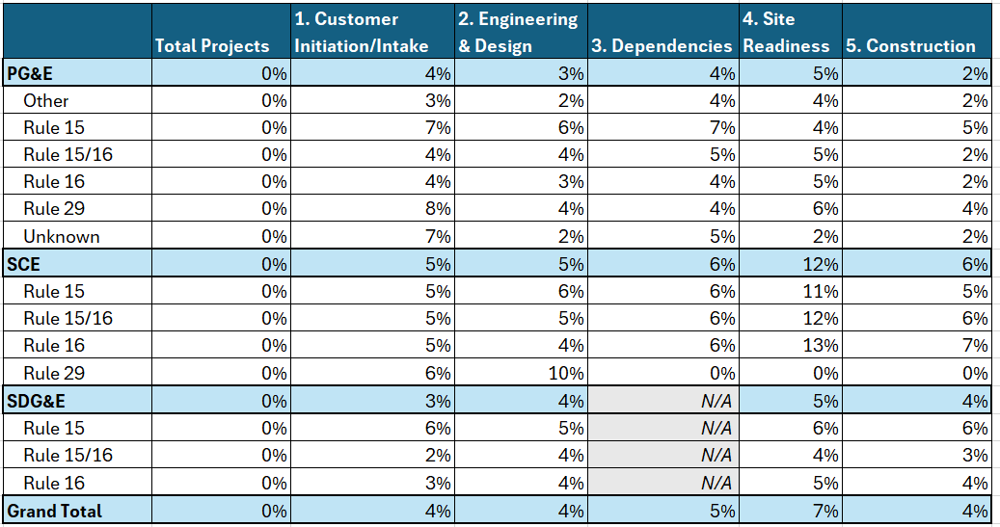 Total Projects 1. Customer Initiation/Intake 2. Engineering & Design 3. Dependencies 4. Site Readiness 5. Construction
PG&E 0% 4% 3% 4% 5% 2%
Other 0% 3% 2% 4% 4% 2%
Rule 15 0% 7% 6% 7% 4% 5%
Rule 15/16 0% 4% 4% 5% 5% 2%
Rule 16 0% 4% 3% 4% 5% 2%
Rule 29 0% 8% 4% 4% 6% 4%
Unknown 0% 7% 2% 5% 2% 2%
SCE 0% 5% 5% 6% 12% 6%
Rule 15 0% 5% 6% 6% 11% 5%
Rule 15/16 0% 5% 5% 6% 12% 6%
Rule 16 0% 5% 4% 6% 13% 7%
Rule 29 0% 6% 10% 0% 0% 0%
SDG&E 0% 3% 4% N/A 5% 4%
Rule 15 0% 6% 5% N/A 6% 6%
Rule 15/16 0% 2% 4% N/A 4% 3%
Rule 16 0% 3% 4% N/A 5% 4%
Grand Total 0% 4% 4% 5% 7% 4%